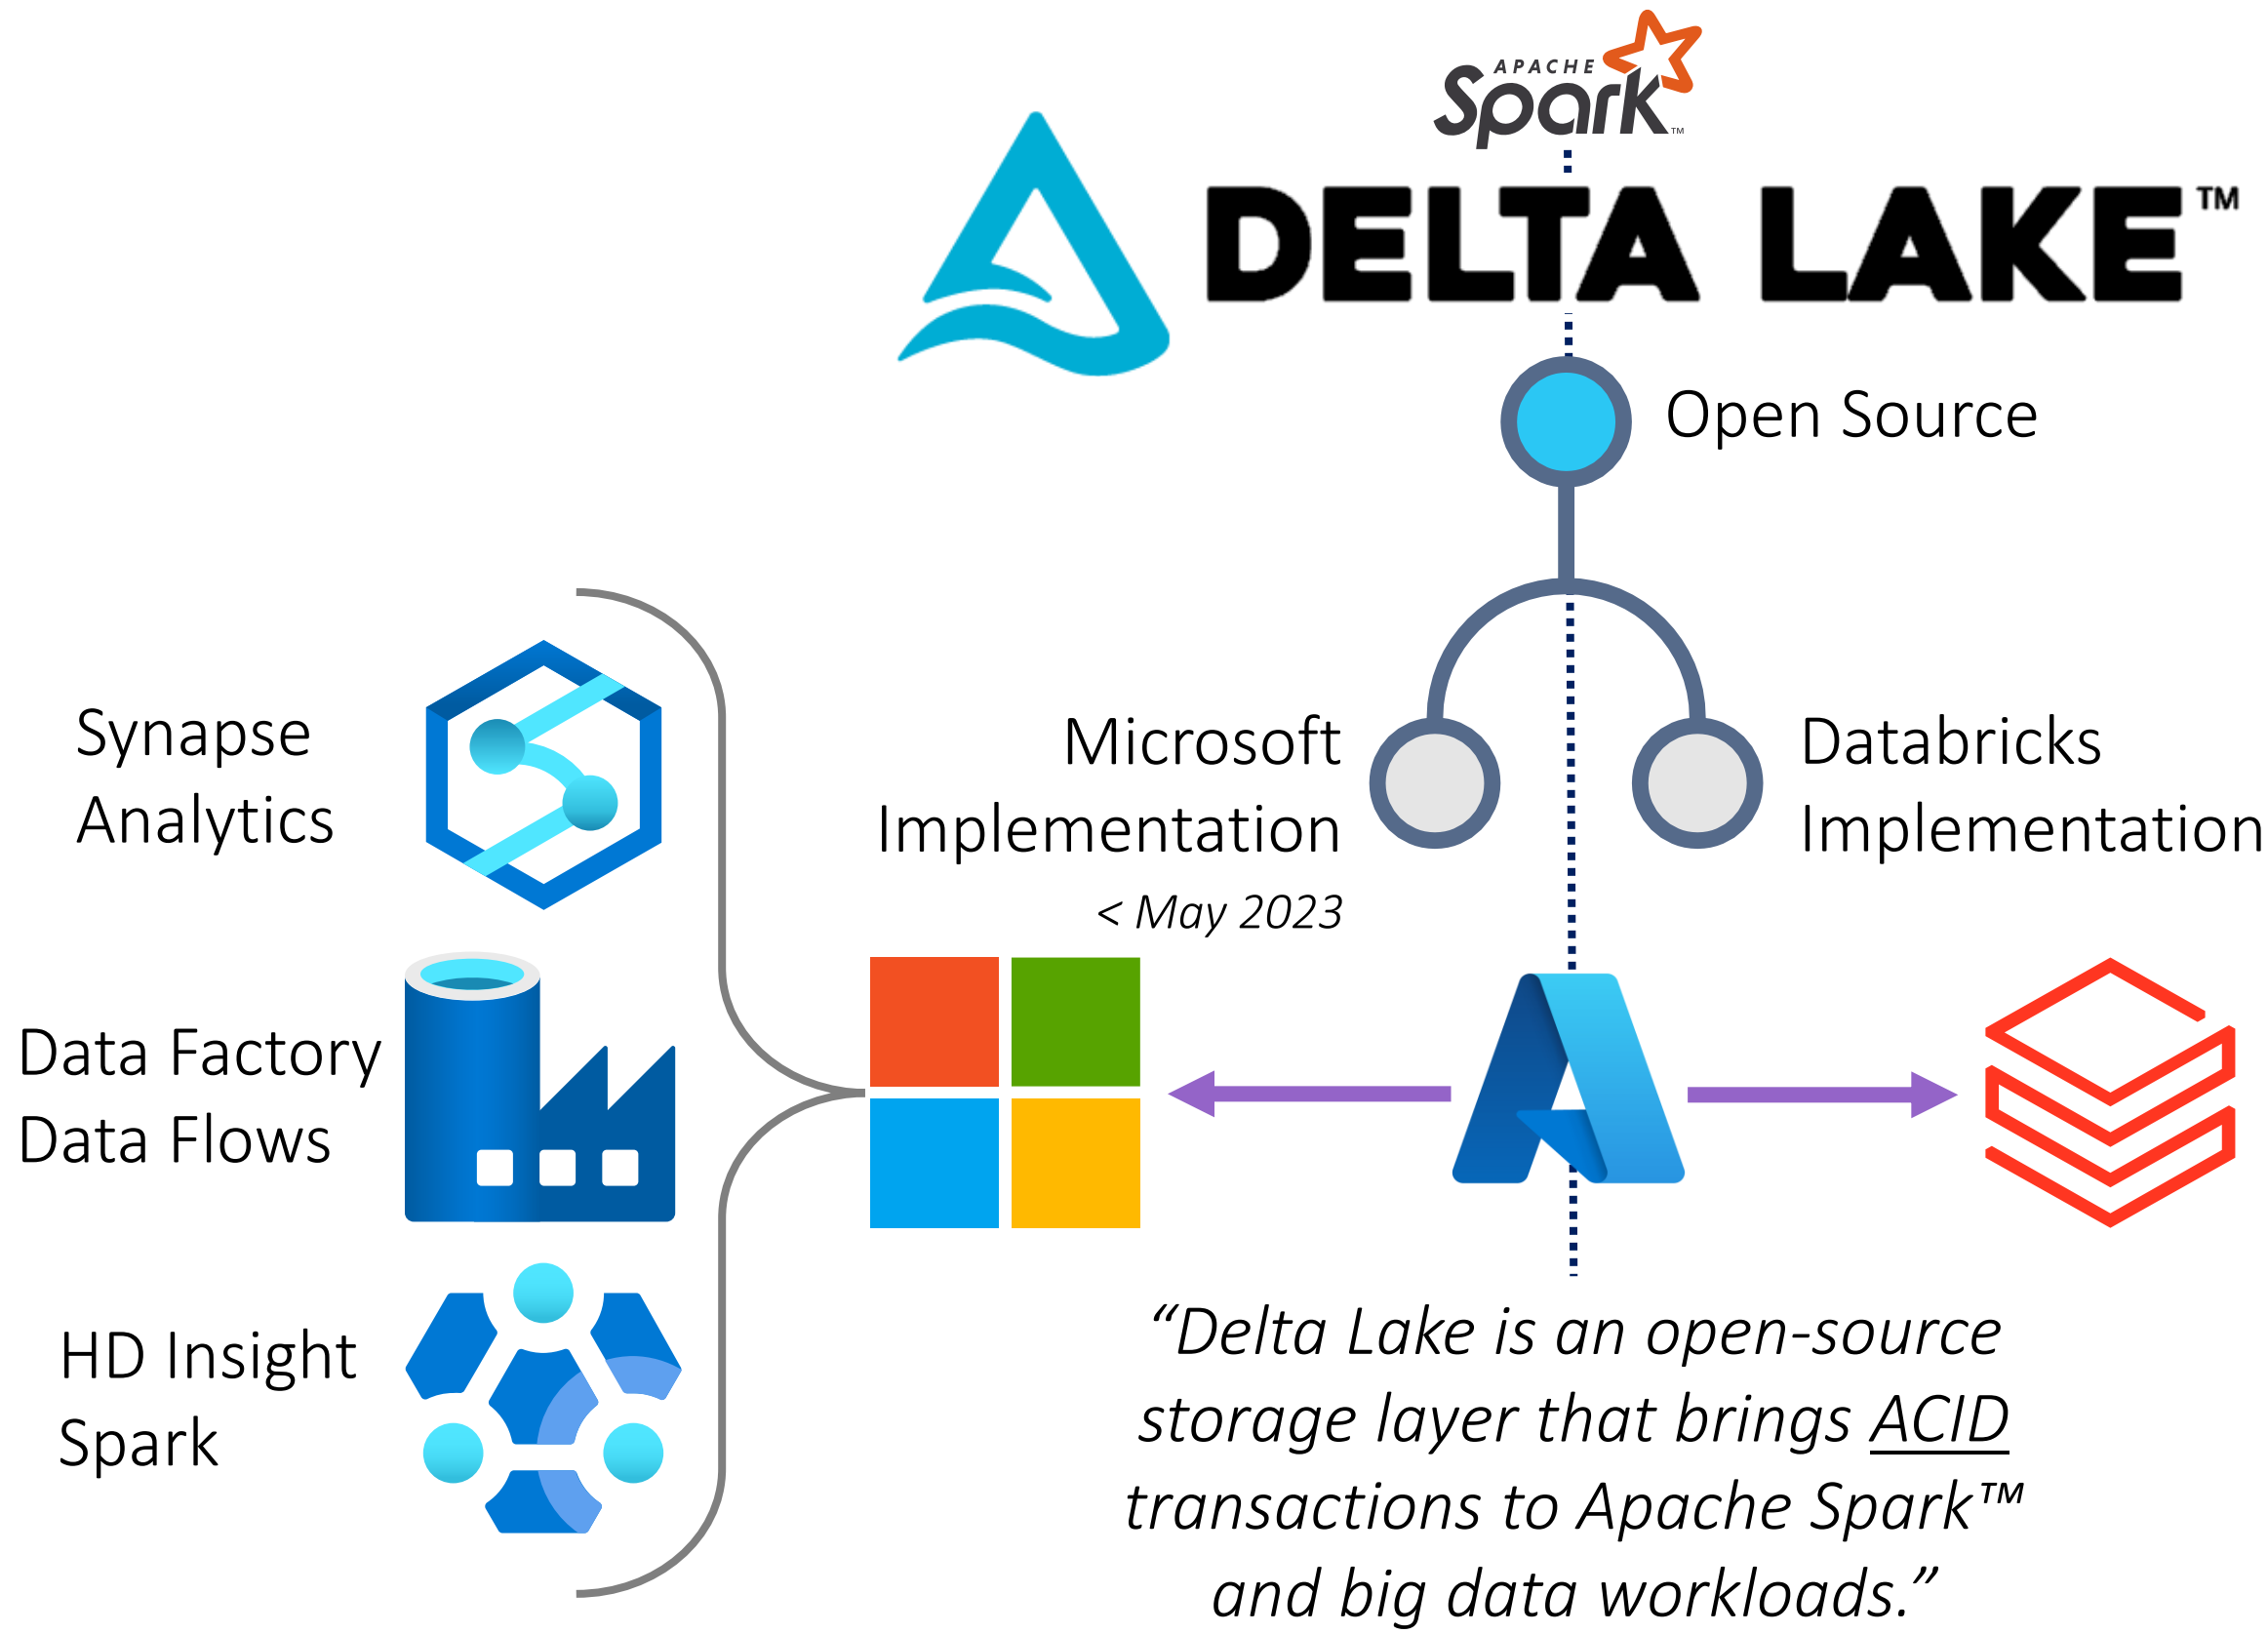 APACHE
Spark™
DELTA LAKE™
Open Source
Microsoft
Implementation
< May 2023
Databricks
Implementation
Synapse
Analytics
Data Factory
Data Flows
HD Insight
Spark
“Delta Lake is an open-source
storage layer that brings ACID
transactions to Apache Spark™
and big data workloads.”